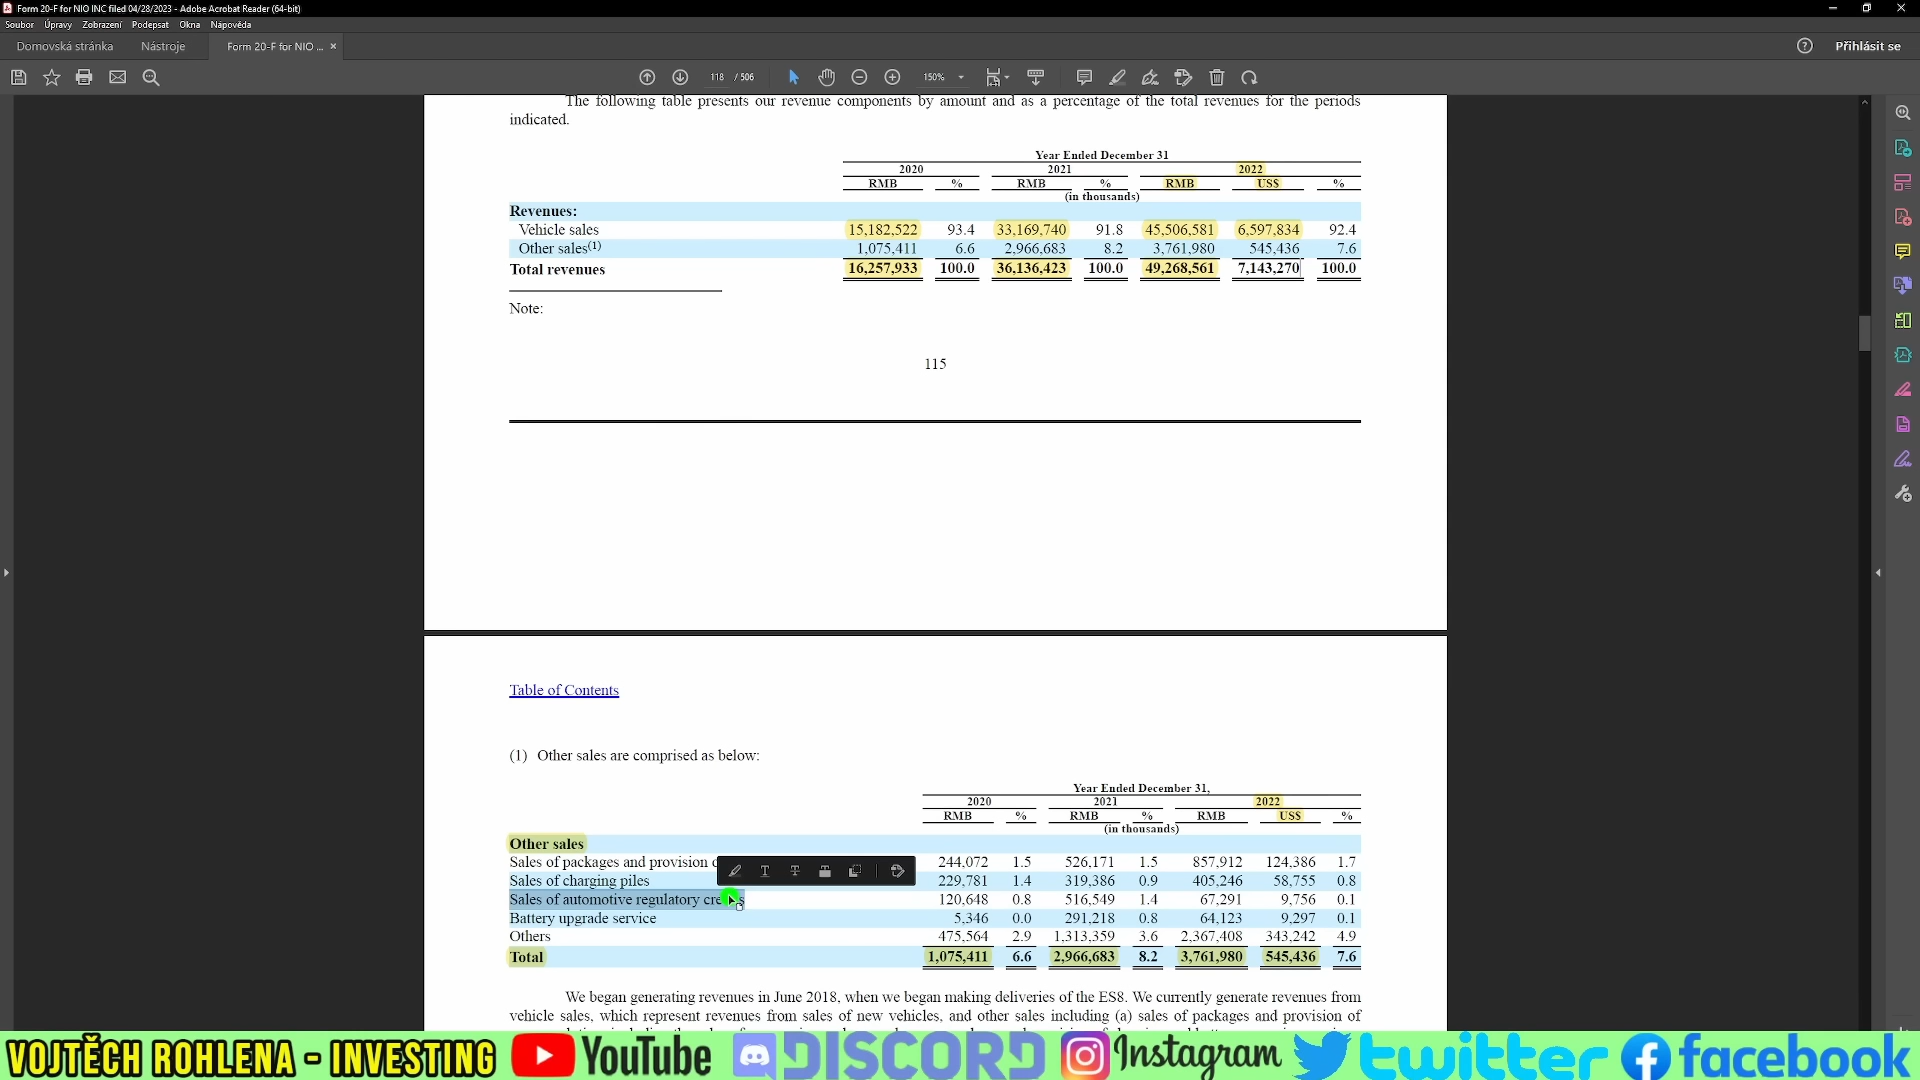 Form 20-F for NIO INC filed 04/28/2023 - Adobe Acrobat Reader (64-bit)
Soubor Úpravy Zobrazení Podepsat Okna Nápověda
Domovská stránka Nástroje Form 20-F for NIO ... × Přihlásit se
118 / 506 150%
The following table presents our revenue components by amount and as a percentage of the total revenues for the periods
indicated.
Year Ended December 31
2020 2021 2022
RMB % RMB % RMB US$ %
(in thousands)
Revenues:
Vehicle sales 15,182,522 93.4 33,169,740 91.8 45,506,581 6,597,834 92.4
Other sales(1) 1,075,411 6.6 2,966,683 8.2 3,761,980 545,436 7.6
Total revenues 16,257,933 100.0 36,136,423 100.0 49,268,561 7,143,270 100.0
Note:
115
Table of Contents
(1) Other sales are comprised as below:
Year Ended December 31,
2020 2021 2022
RMB % RMB % RMB US$ %
(in thousands)
Other sales
Sales of packages and provision 244,072 1.5 526,171 1.5 857,912 124,386 1.7
Sales of charging piles 229,781 1.4 319,386 0.9 405,246 58,755 0.8
Sales of automotive regulatory 120,648 0.8 516,549 1.4 67,291 9,756 0.1
Battery upgrade service 5,346 0.0 291,218 0.8 64,123 9,297 0.1
Others 475,564 2.9 1,313,359 3.6 2,367,408 343,242 4.9
Total 1,075,411 6.6 2,966,683 8.2 3,761,980 545,436 7.6
We began generating revenues in June 2018, when we began making deliveries of the ES8. We currently generate revenues from
vehicle sales, which represent revenues from sales of new vehicles, and other sales including (a) sales of packages and provision of
VOJTĚCH ROHLENA - INVESTING YouTube DISCORD Instagram twitter facebook